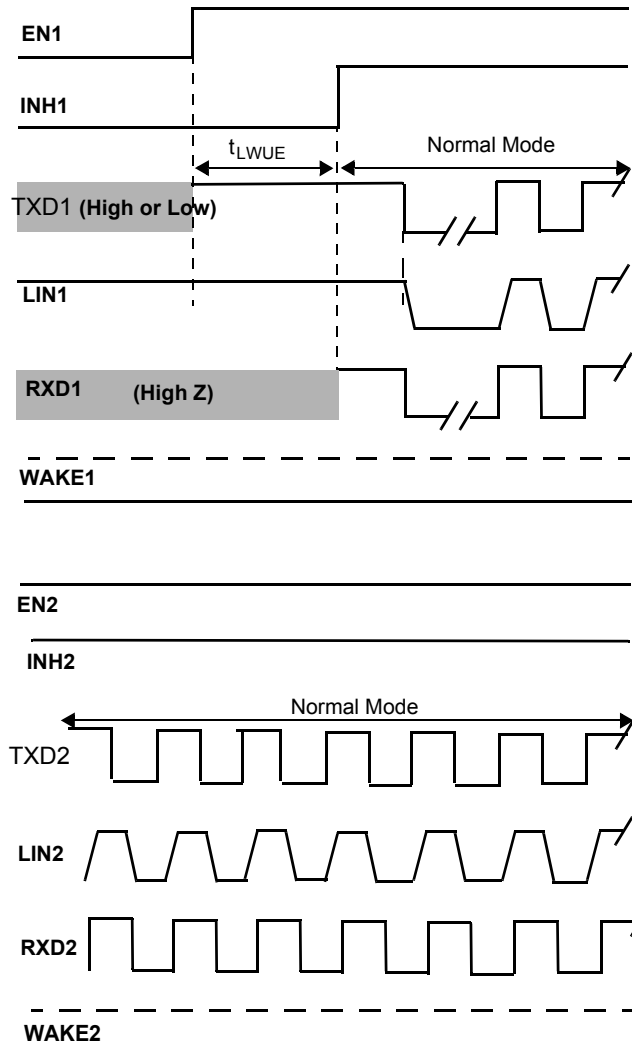 EN1
INH1
tLWUE
Normal Mode
TXD1 (High or Low)
LIN1
RXD1 (High Z)
WAKE1
EN2
INH2
Normal Mode
TXD2
LIN2
RXD2
WAKE2